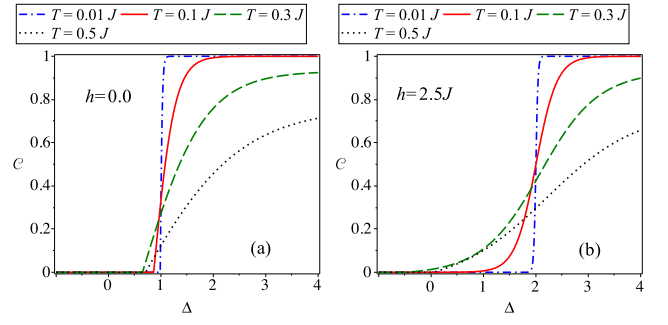 T = 0.01 J T = 0.1 J T = 0.3 J
T = 0.5 J
T = 0.01 J T = 0.1 J T = 0.3 J
T = 0.5 J
1
0.8
0.6
0.4
0.2
0
𝒞
h = 0.0
(a)
0 1 2 3 4
Δ
1
0.8
0.6
0.4
0.2
0
𝒞
h = 2.5J
(b)
0 1 2 3 4
Δ